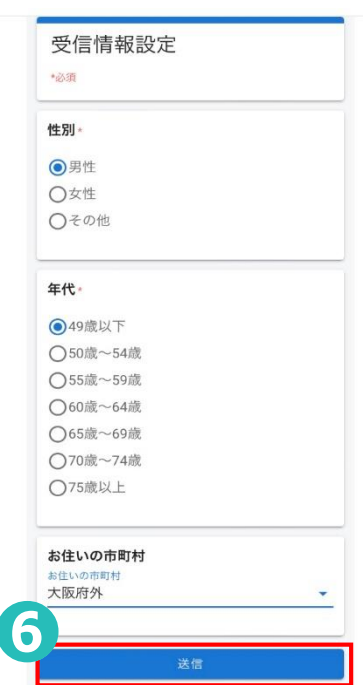 受信情報設定
*必須
性別*
男性
女性
その他
年代*
49歳以下
50歳～54歳
55歳～59歳
60歳～64歳
65歳～69歳
70歳～74歳
75歳以上
お住いの市町村
お住いの市町村
大阪府外
6
送信